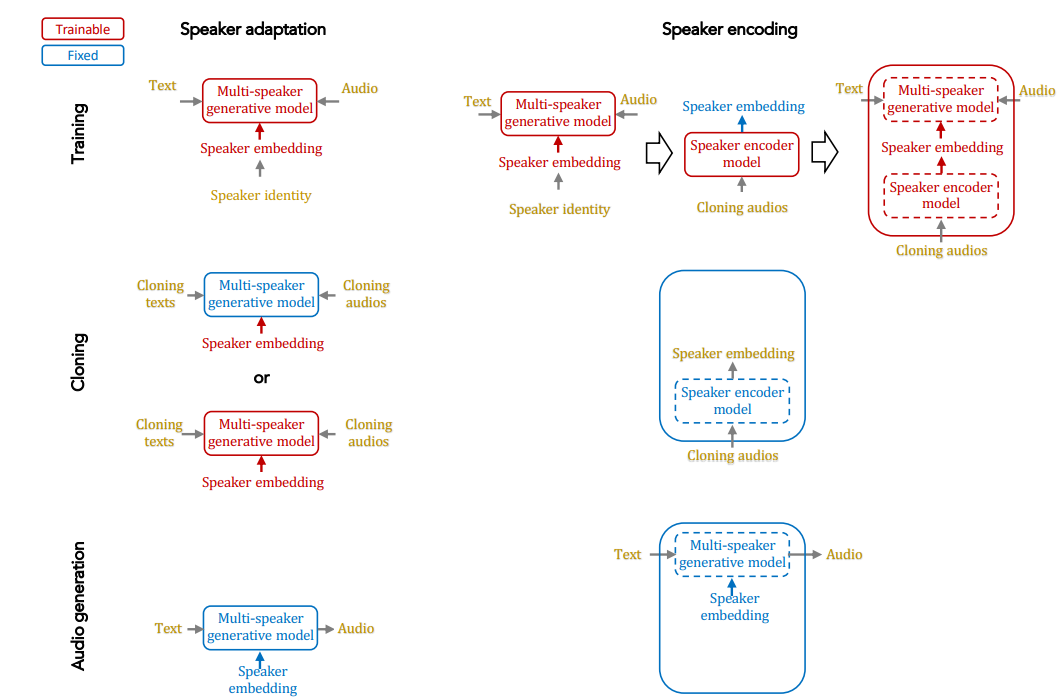 Trainable
Fixed
Speaker adaptation
Speaker encoding
Training
Text
Multi-speaker
generative model
Audio
Speaker embedding
Speaker identity
Text
Multi-speaker
generative model
Audio
Speaker embedding
Speaker identity
Speaker embedding
Speaker encoder
model
Cloning audios
Text
Multi-speaker
generative model
Audio
Speaker embedding
Speaker encoder
model
Cloning audios
Cloning
Cloning
texts
Multi-speaker
generative model
Cloning
audios
Speaker embedding
or
Cloning
texts
Multi-speaker
generative model
Cloning
audios
Speaker embedding
Speaker embedding
Speaker encoder
model
Cloning audios
Audio generation
Text
Multi-speaker
generative model
Audio
Speaker
embedding
Text
Multi-speaker
generative model
Audio
Speaker
embedding